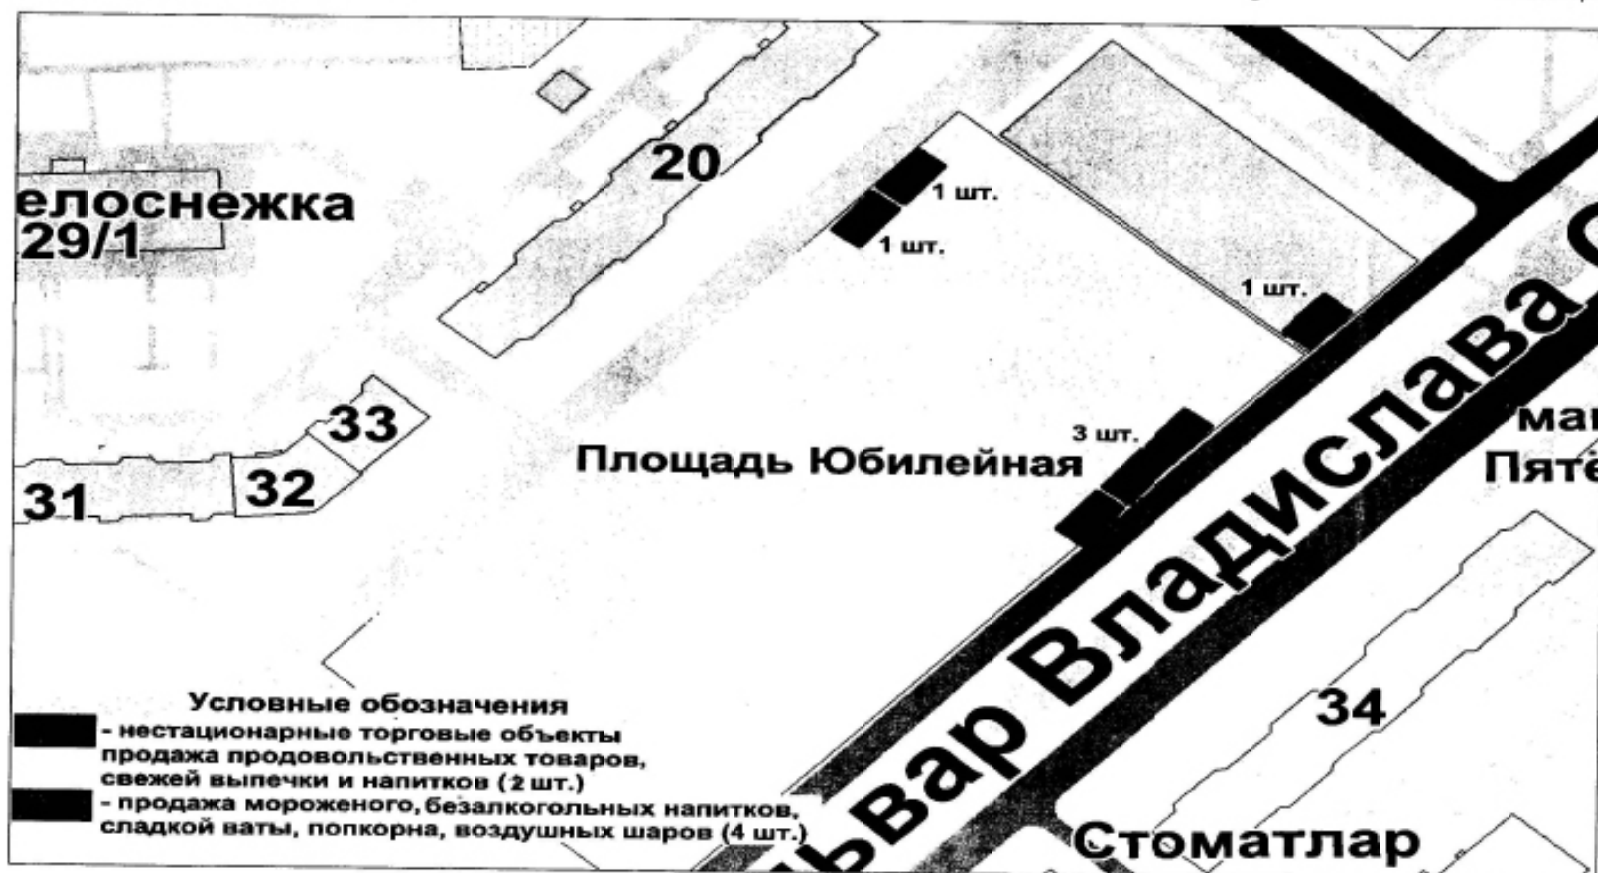 20
1 шт.
1 шт.
елоснежка
29/1
1 шт.
33
3 шт.
Площадь Юбилейная
31
32
ьвар Владислава
Пятё
34
Условные обозначения
- нестационарные торговые объекты
продажа продовольственных товаров,
свежей выпечки и напитков (2 шт.)
- продажа мороженого, безалкогольных напитков,
сладкой ваты, попкорна, воздушных шаров (4 шт.)
Стоматлар